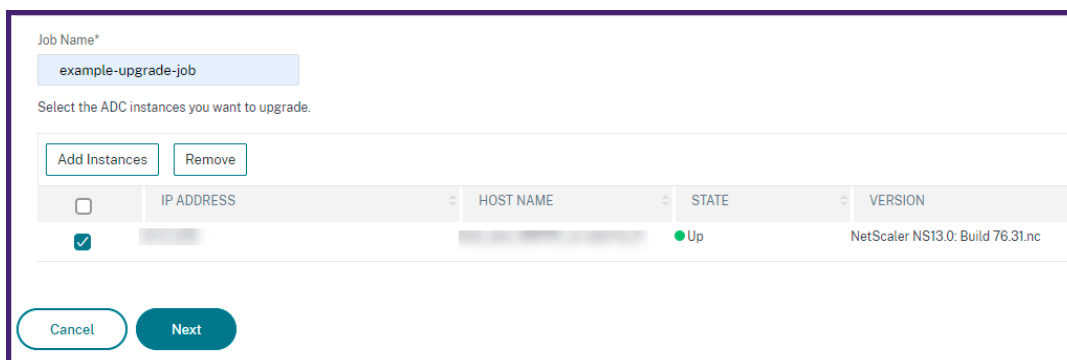 Job Name*
example-upgrade-job
Select the ADC instances you want to upgrade.
Add Instances Remove
IP ADDRESS HOST NAME STATE VERSION
Up NetScaler NS13.0: Build 76.31.nc
Cancel Next